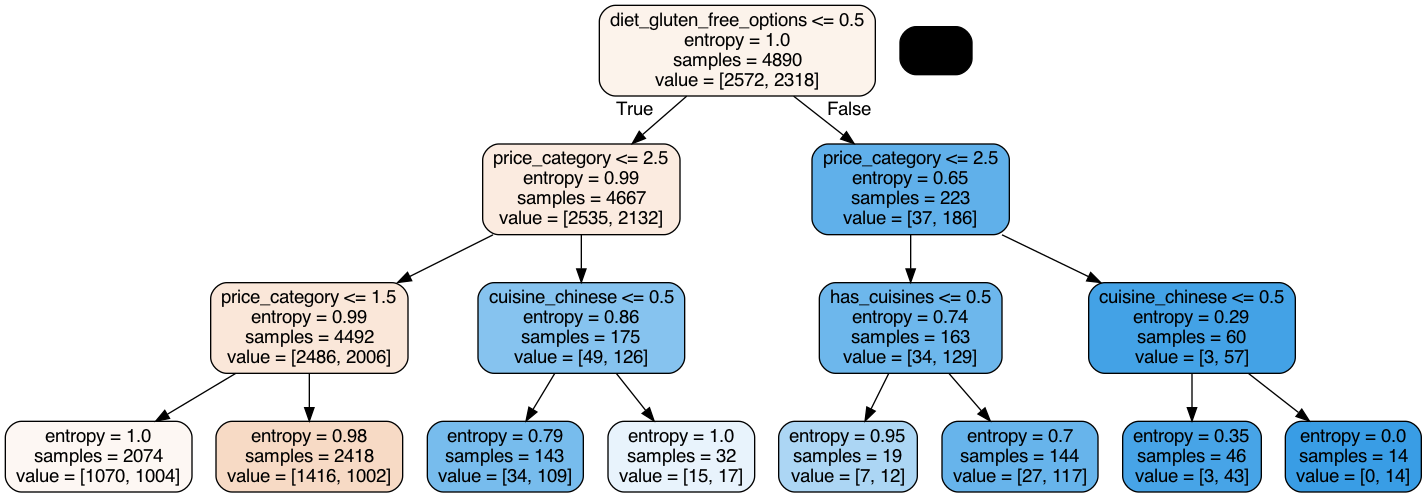 diet_gluten_free_options <= 0.5
entropy = 1.0
samples = 4890
value = [2572, 2318]
True
False
price_category <= 2.5
entropy = 0.99
samples = 4667
value = [2535, 2132]
price_category <= 2.5
entropy = 0.65
samples = 223
value = [37, 186]
price_category <= 1.5
entropy = 0.99
samples = 4492
value = [2486, 2006]
cuisine_chinese <= 0.5
entropy = 0.86
samples = 175
value = [49, 126]
has_cuisines <= 0.5
entropy = 0.74
samples = 163
value = [34, 129]
cuisine_chinese <= 0.5
entropy = 0.29
samples = 60
value = [3, 57]
entropy = 1.0
samples = 2074
value = [1070, 1004]
entropy = 0.98
samples = 2418
value = [1416, 1002]
entropy = 0.79
samples = 143
value = [34, 109]
entropy = 1.0
samples = 32
value = [15, 17]
entropy = 0.95
samples = 19
value = [7, 12]
entropy = 0.7
samples = 144
value = [27, 117]
entropy = 0.35
samples = 46
value = [3, 43]
entropy = 0.0
samples = 14
value = [0, 14]